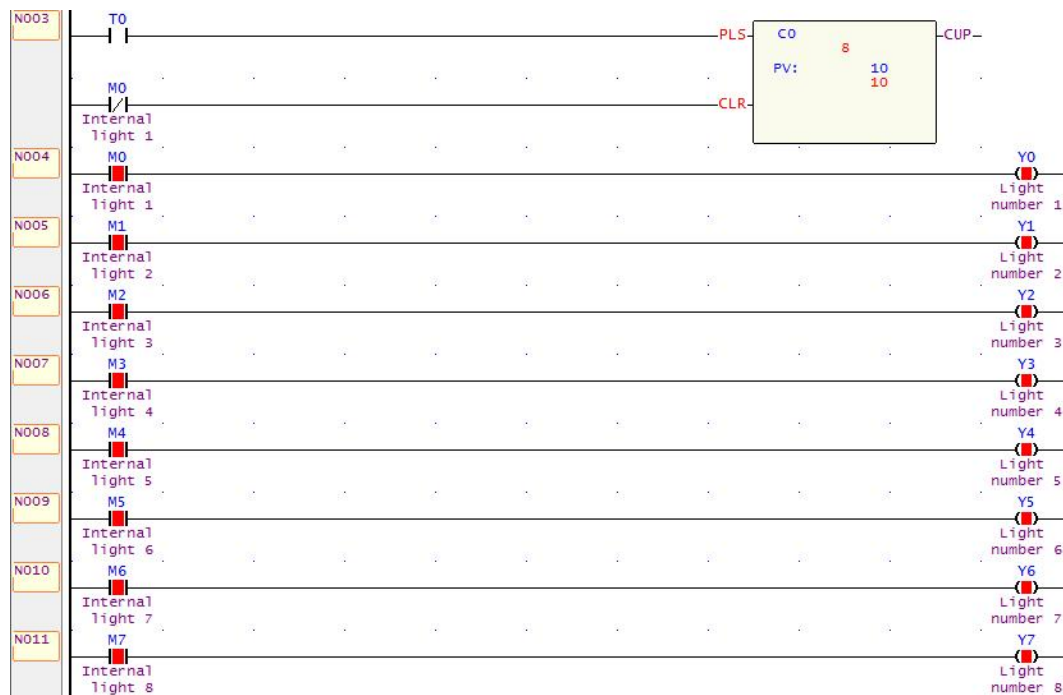 N003 T0
PLS C0 CUP
8
PV: 10
10
M0
CLR
Internal
light 1
N004 M0 Y0
Internal Light
light 1 number 1
N005 M1 Y1
Internal Light
light 2 number 2
N006 M2 Y2
Internal Light
light 3 number 3
N007 M3 Y3
Internal Light
light 4 number 4
N008 M4 Y4
Internal Light
light 5 number 5
N009 M5 Y5
Internal Light
light 6 number 6
N010 M6 Y6
Internal Light
light 7 number 7
N011 M7 Y7
Internal Light
light 8 number 8